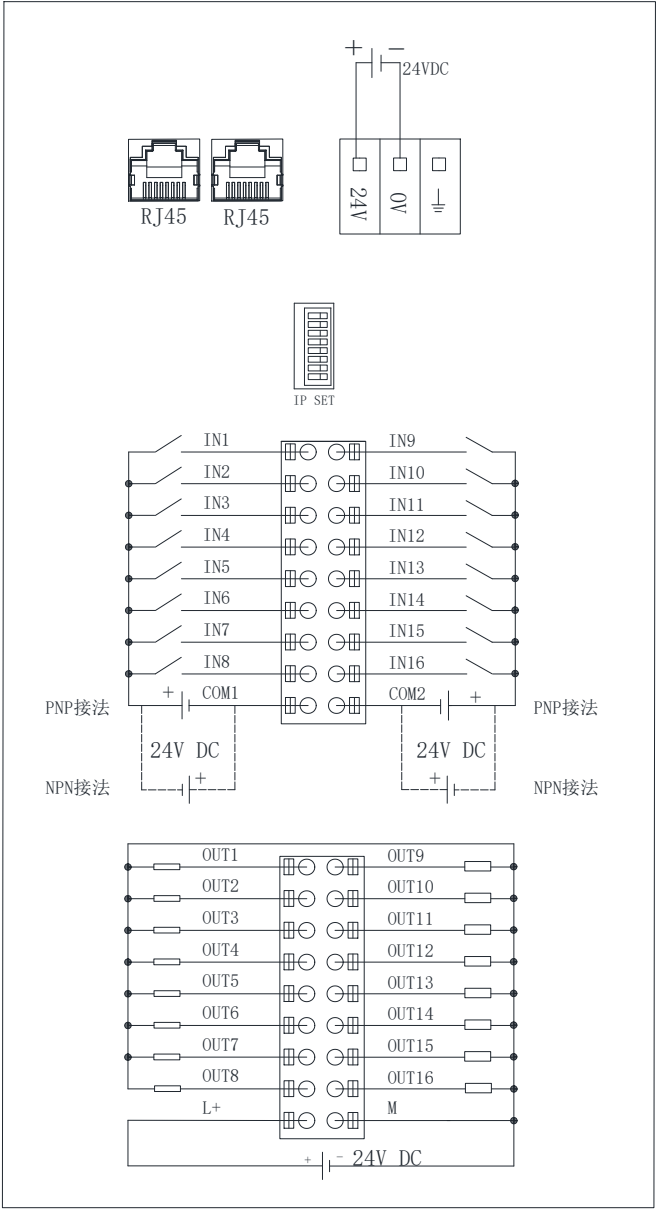 + −
24VDC
RJ45 RJ45
24V 0V
IP SET
IN1 IN9
IN2 IN10
IN3 IN11
IN4 IN12
IN5 IN13
IN6 IN14
IN7 IN15
IN8 IN16
PNP接法 + COM1 COM2 + PNP接法
24V DC 24V DC
NPN接法 + + NPN接法
OUT1 OUT9
OUT2 OUT10
OUT3 OUT11
OUT4 OUT12
OUT5 OUT13
OUT6 OUT14
OUT7 OUT15
OUT8 OUT16
L+ M
+ − 24V DC